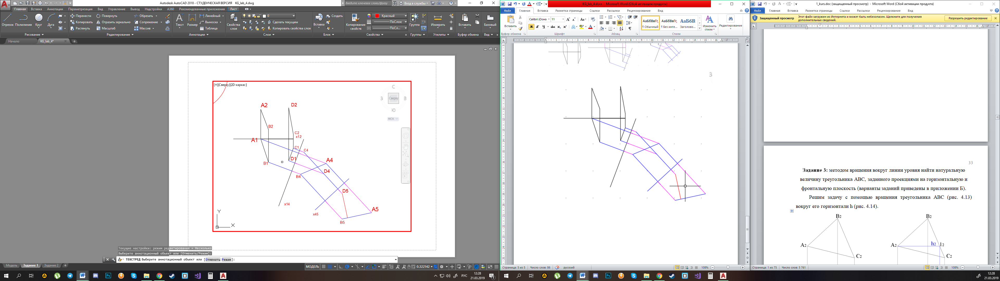 Autodesk AutoCAD 2018 - СТУДЕНЧЕСКАЯ ВЕРСИЯ KG_lab_4.dwg
Введите ключевое слово/фразу
Вход в службы
Главная Вставка Аннотации Параметризация Вид Управление Вывод Надстройки A360 Рекомендованные приложения Лист
Отрезок Полилиния Круг Дуга
Перенести Повернуть Обрезать
Копировать Отразить зеркально Сопряжение
Растянуть Масштаб Массив
Текст Размер
Линейный
Выноска
Таблица
Свойства слоя
0
Сделать текущим
Копировать свойства слоя
Вставка
Создать
Копирование свойств
Красный
ПоСлою
ПоСл...
Группа
Измерить
Вставить
Базовый
Рисование Редактирование Аннотации Слои Блок Свойства Группы Утилиты Буфер обмена Вид
Начало KG_lab_4*
[+][Сверху][2D-каркас]
С
З Сверху В
Ю
МСК
A2
D2
B2
C2
x12
A1
C1
C4
D1
A4
B1
D4
B4
D5
x14
A5
x45
B5
Y
X
Текущие настройки: режим редактирования = Несколько
Выберите аннотационный объект или [Отменить/Режим]:
ТЕКСТРЕД Выберите аннотационный объект или [Отменить Режим]:
Модель Задание 1 Задание 2
МОДЕЛЬ
0.322142
РУС
12:28
21.03.2019
KG_lab_4.docx - Microsoft Word (Сбой активации продукта)
Файл Главная Вставка Разметка страницы Ссылки Рассылки Рецензирование Вид
Вставить
Calibri (Осно 11
Ж К Ч
АаБбВвГг, АаБбВвГг, АаБбВ
Обычный Без инте... Заголово...
Изменить стили
Редактирование
Буфер обмена Шрифт Абзац Стили
3
Страница: 5 из 5 Число слов: 86 русский
108%
1_kurs.doc (защищенный просмотр) - Microsoft Word (Сбой активации продукта)
Файл Главная Вставка Разметка страницы Ссылки Рассылки Рецензирование Вид
Защищенный просмотр Этот файл загружен из Интернета и может быть небезопасен. Щелкните для получения дополнительных сведений.
Разрешить редактирование
33
Задание 3: методом вращения вокруг линии уровня найти натуральную
величину треугольника АВС, заданного проекциями на горизонтальную и
фронтальную плоскость (варианты заданий приведены в приложении Б).
Решим задачу с помощью вращения треугольника АВС (рис. 4.13)
вокруг его горизонтали h (рис. 4.14).
B2 B2
A2 A2 h2 12
C2 C2
Страница: 1 из 75 Число слов: 5 761
108%
12:28
21.03.2019